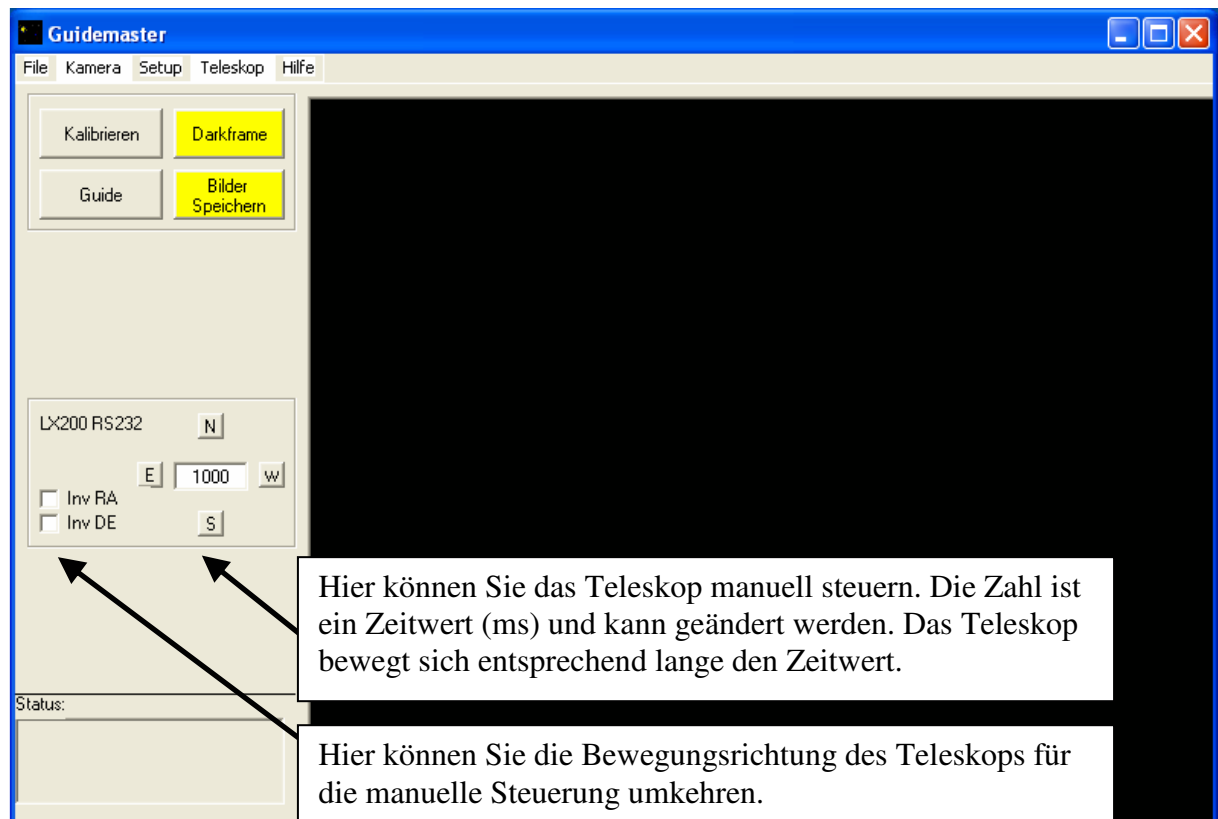 Guidemaster
File Kamera Setup Teleskop Hilfe
Kalibrieren Darkframe
Guide Bilder
Speichern
LX200 RS232 N
E 1000 W
Inv RA
Inv DE S
Hier können Sie das Teleskop manuell steuern. Die Zahl ist
ein Zeitwert (ms) und kann geändert werden. Das Teleskop
bewegt sich entsprechend lange den Zeitwert.
Status:
Hier können Sie die Bewegungsrichtung des Teleskops für
die manuelle Steuerung umkehren.